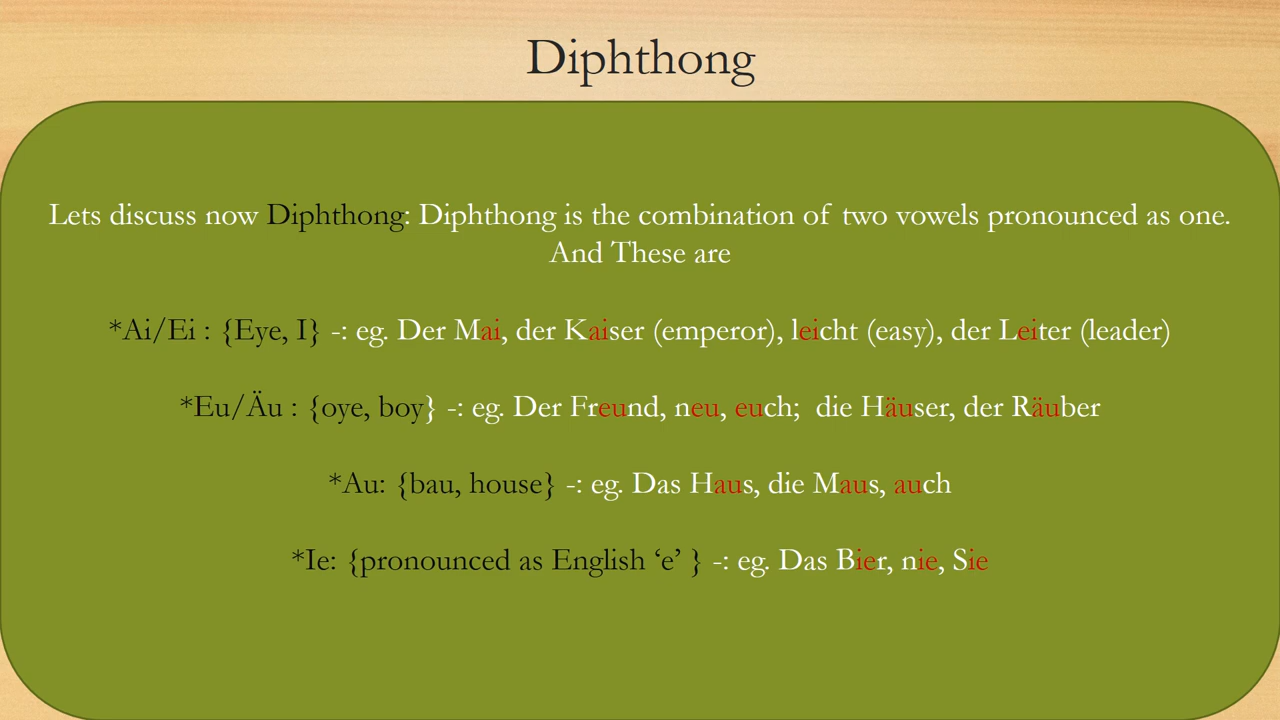 Diphthong
Lets discuss now Diphthong: Diphthong is the combination of two vowels pronounced as one.
And These are
*Ai/Ei : {Eye, I} -: eg. Der Mai, der Kaiser (emperor), leicht (easy), der Leiter (leader)
*Eu/Äu : {oye, boy} -: eg. Der Freund, neu, euch;  die Häuser, der Räuber
*Au: {bau, house} -: eg. Das Haus, die Maus, auch
*Ie: {pronounced as English ‘e’ } -: eg. Das Bier, nie, Sie